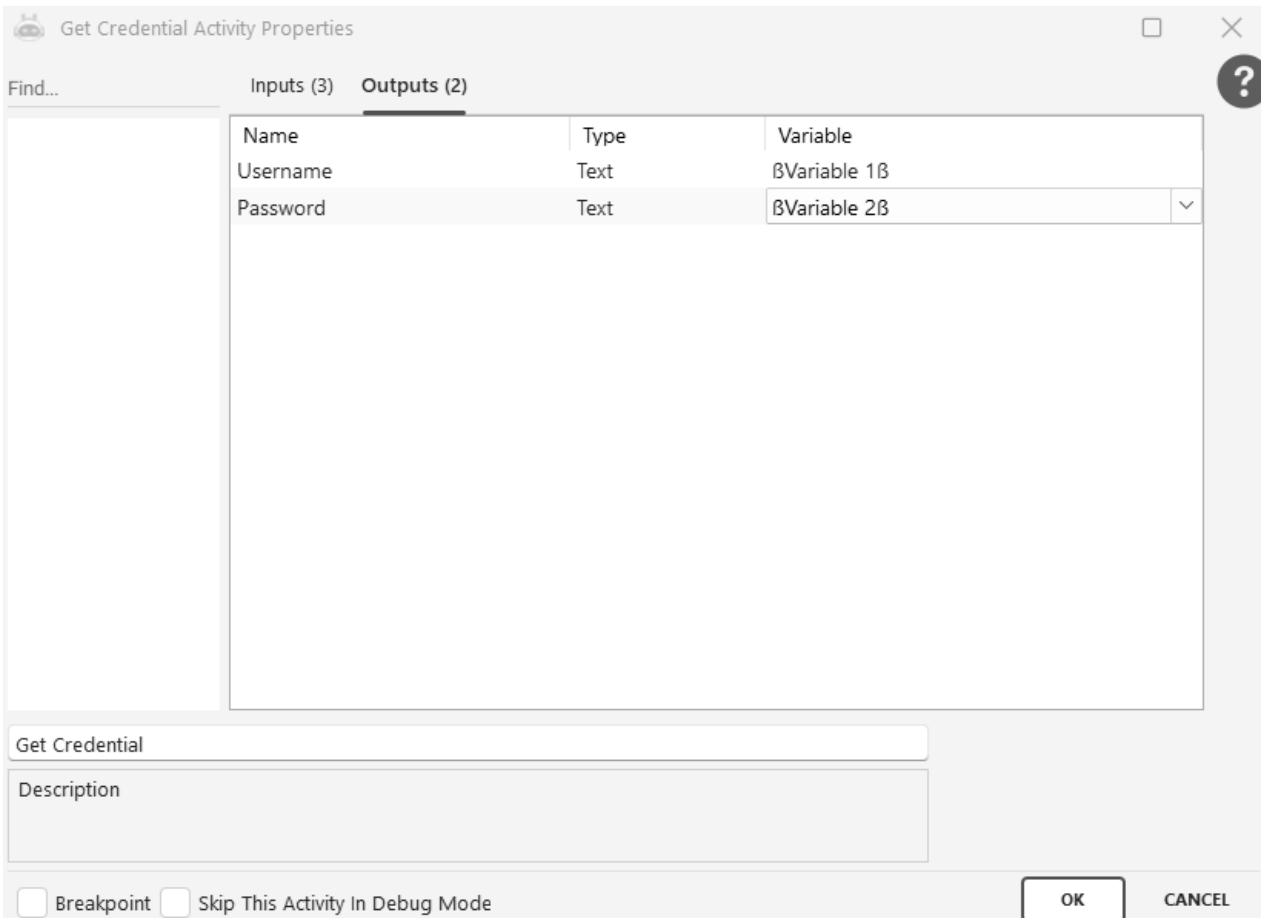 Get Credential Activity Properties
Find...
Inputs (3) Outputs (2)
?
Name Type Variable
Username Text ßVariable 1ß
Password Text ßVariable 2ß
Get Credential
Description
Breakpoint Skip This Activity In Debug Mode
OK CANCEL